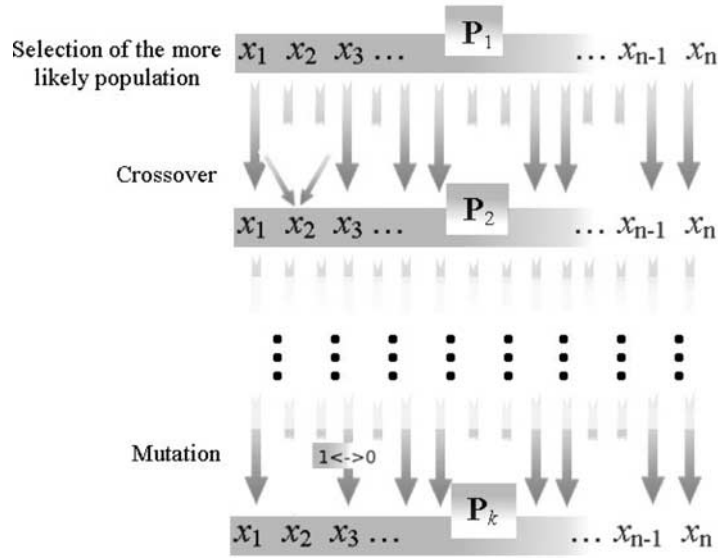 Selection of the more
likely population
P₁
x₁ x₂ x₃ ... ... xₙ₋₁ xₙ
Crossover
P₂
x₁ x₂ x₃ ... ... xₙ₋₁ xₙ
Mutation
1<->0
Pₖ
x₁ x₂ x₃ ... ... xₙ₋₁ xₙ